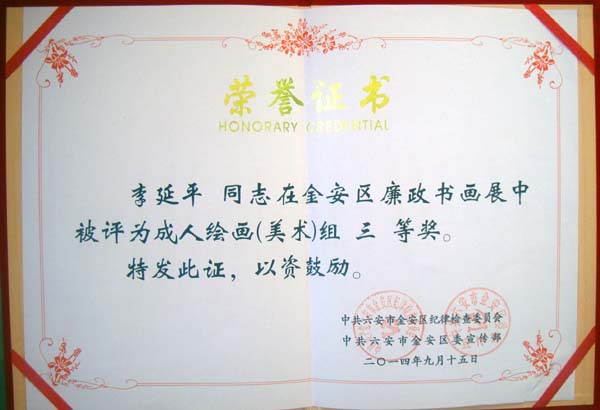 荣誉证书
HONORARY CREDENTIAL
李延平 同志在金安区廉政书画展中
被评为成人绘画(美术)组 三 等奖。
特发此证，以资鼓励。
中共六安市金安区纪律检查委员会
中共六安市金安区委宣传部
二〇一四年九月十五日